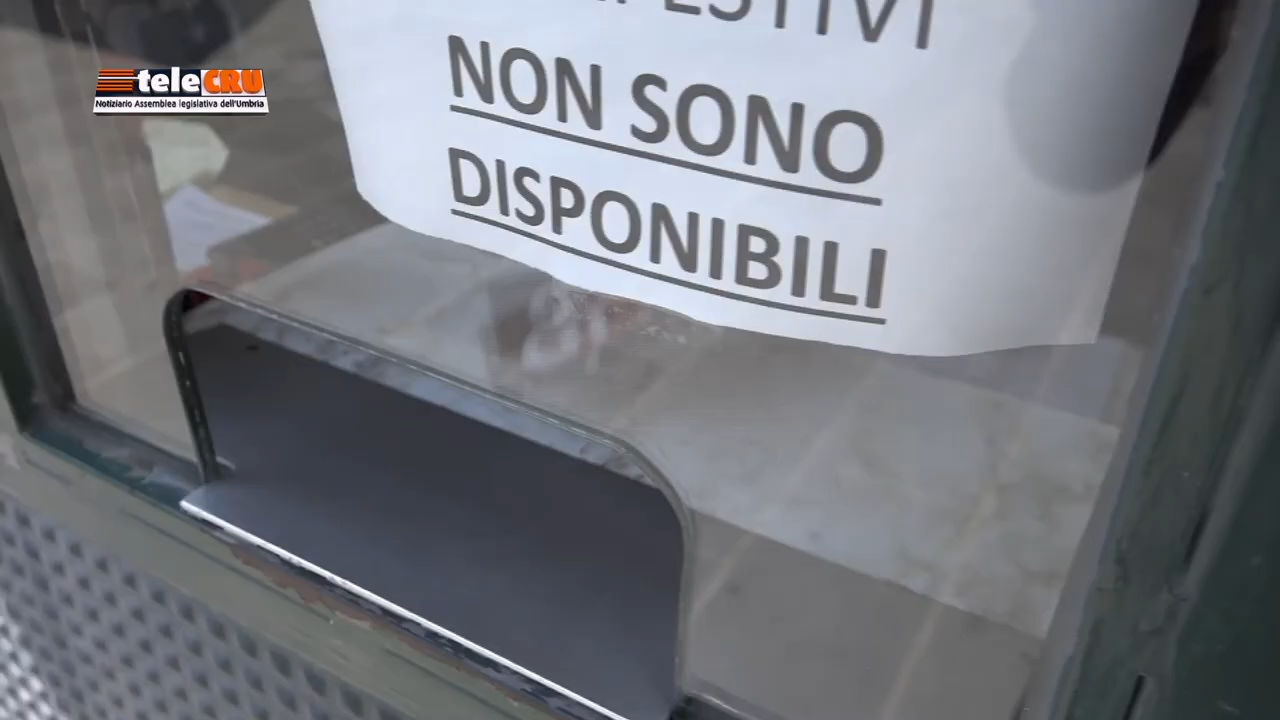 teleCRU
Notiziario Assemblea legislativa dell'Umbria
NON SONO
DISPONIBILI